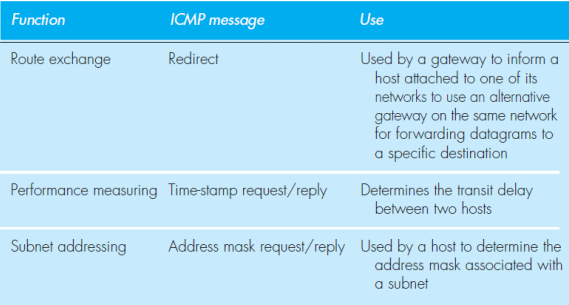 Function ICMP message Use
Route exchange Redirect Used by a gateway to inform a
host attached to one of its
networks to use an alternative
gateway on the same network
for forwarding datagrams to
a specific destination
Performance measuring Time-stamp request/reply Determines the transit delay
between two hosts
Subnet addressing Address mask request/reply Used by a host to determine the
address mask associated with
a subnet